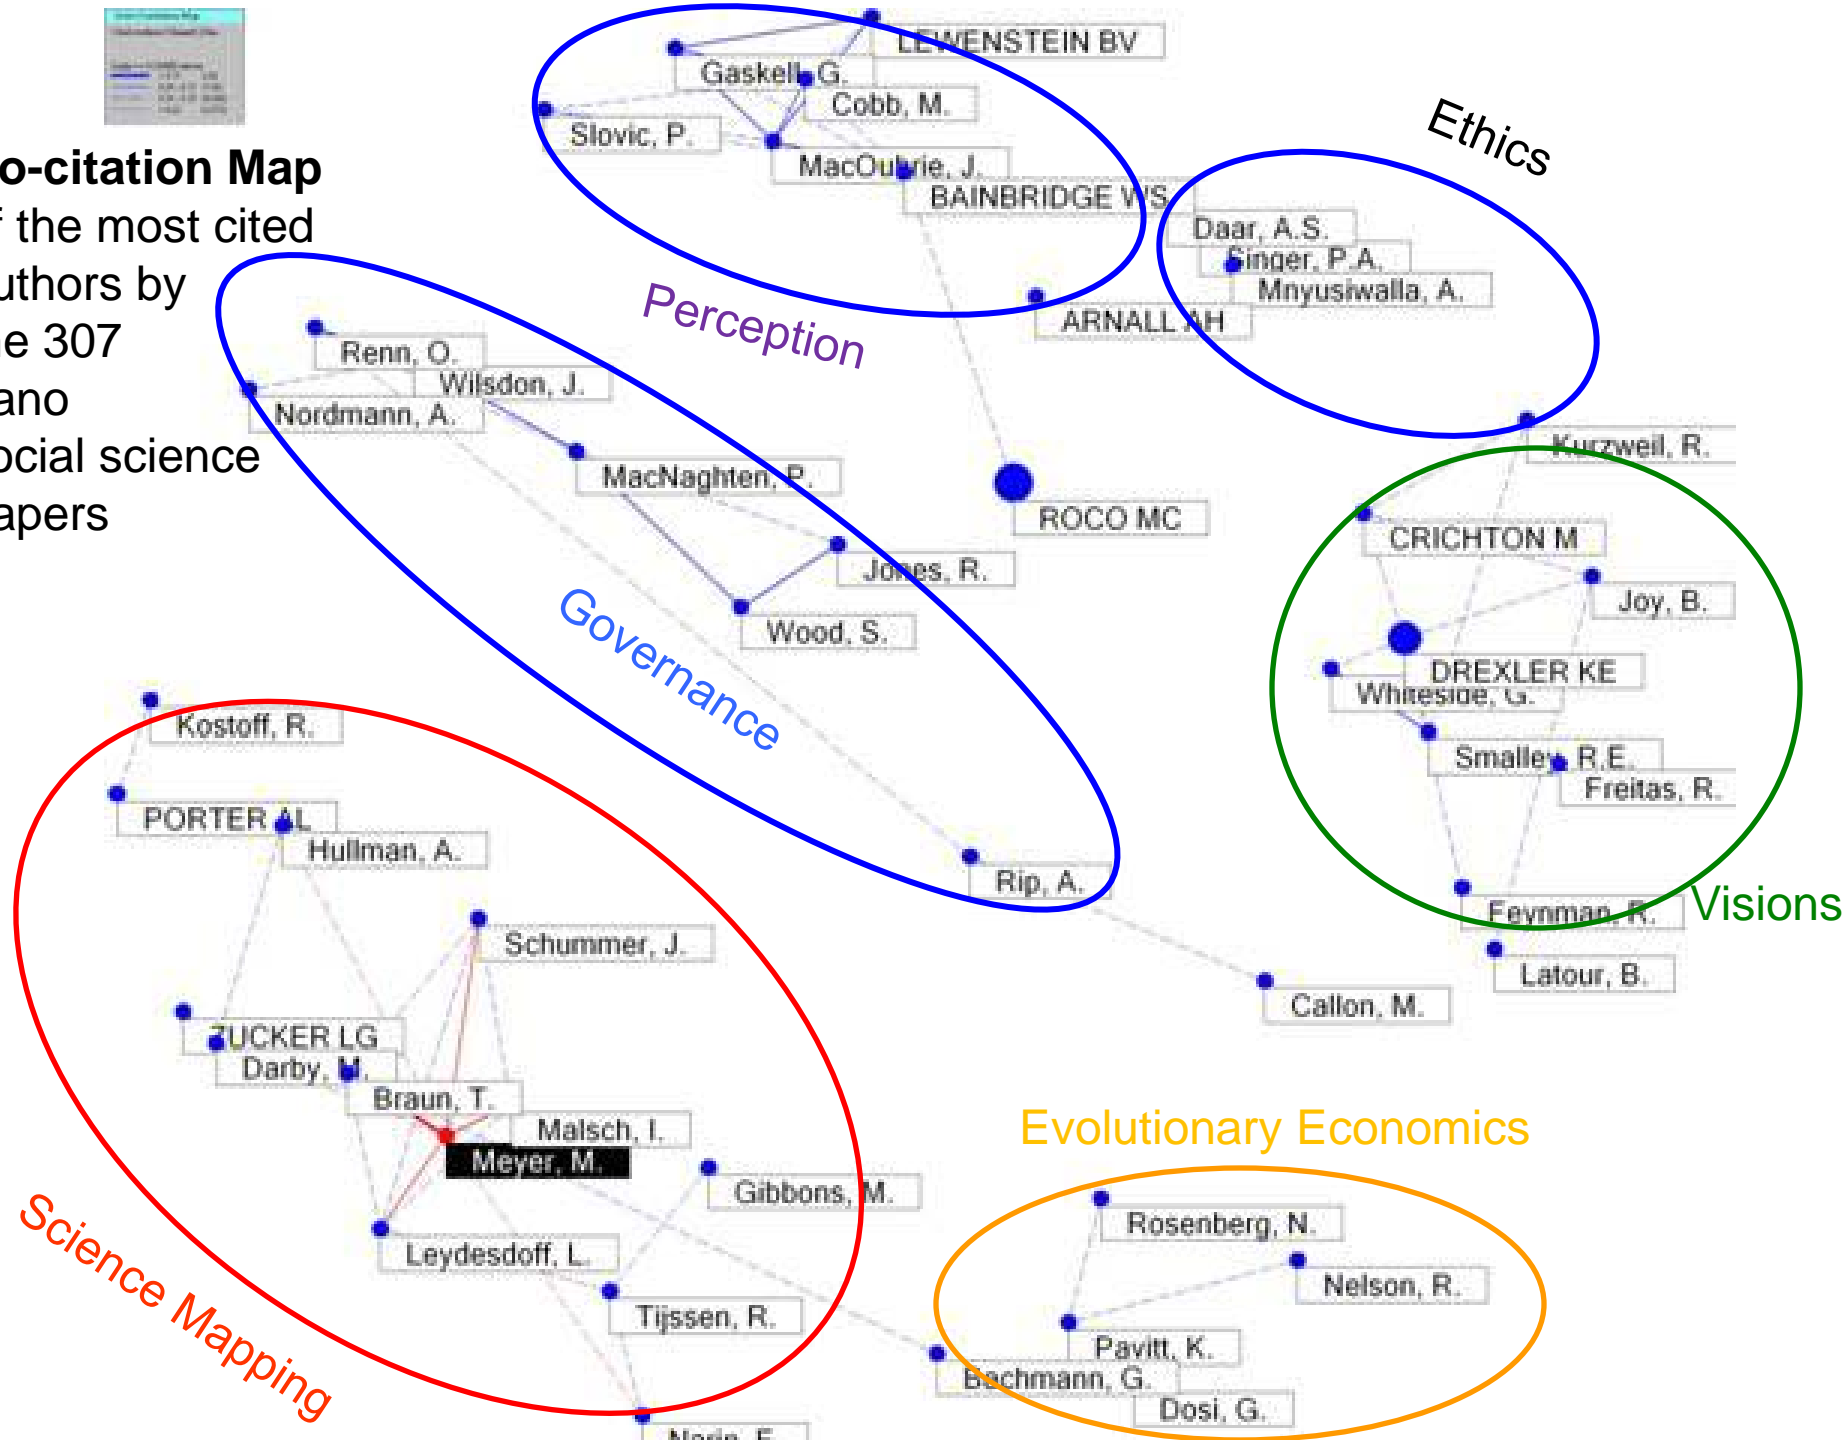 o-citation Map
f the most cited
uthors by
ne 307
ano
ocial science
apers
LEWENSTEIN BV
Gaskell, G.
Cobb, M.
Slovic, P.
MacOubrie, J.
BAINBRIDGE WS
Perception
Ethics
Daar, A.S.
Singer, P.A.
Mnyusiwalla, A.
ARNALL AH
Renn, O.
Wilsdon, J.
Nordmann, A.
MacNaghten, P.
ROCO MC
Jones, R.
Wood, S.
Governance
Rip, A.
Callon, M.
Kurzweil, R.
CRICHTON M
Joy, B.
DREXLER KE
Whiteside, G.
Smalley, R.E.
Freitas, R.
Feynman, R.
Visions
Latour, B.
Kostoff, R.
PORTER AL
Hullman, A.
Schummer, J.
ZUCKER LG
Darby, M.
Braun, T.
Malsch, I.
Meyer, M.
Gibbons, M.
Leydesdoff, L.
Tijssen, R.
Narin, F.
Science Mapping
Evolutionary Economics
Rosenberg, N.
Nelson, R.
Pavitt, K.
Bachmann, G.
Dosi, G.